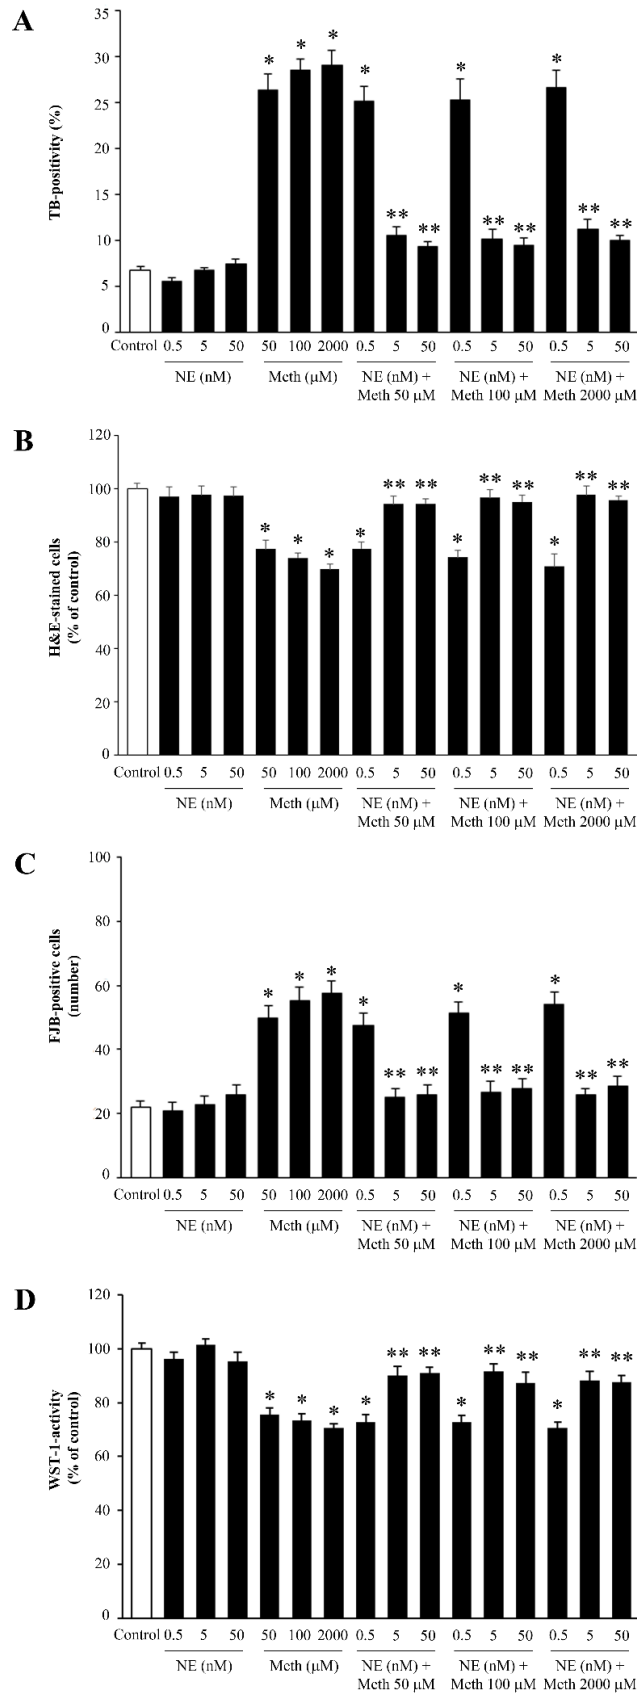 A
TB-positivity (%)
35
30
25
20
15
10
5
0
* * * * ** ** * ** ** * ** **
Control 0.5 5 50 50 100 2000 0.5 5 50 0.5 5 50 0.5 5 50
NE (nM) Meth (µM) NE (nM) + NE (nM) + NE (nM) +
Meth 50 µM Meth 100 µM Meth 2000 µM
B
H&E-stained cells
(% of control)
120
100
80
60
40
20
0
* * * * ** ** * ** ** * ** **
Control 0.5 5 50 50 100 2000 0.5 5 50 0.5 5 50 0.5 5 50
NE (nM) Meth (µM) NE (nM) + NE (nM) + NE (nM) +
Meth 50 µM Meth 100 µM Meth 2000 µM
C
FJB-positive cells
(number)
100
80
60
40
20
0
* * * * ** ** * ** ** * ** **
Control 0.5 5 50 50 100 2000 0.5 5 50 0.5 5 50 0.5 5 50
NE (nM) Meth (µM) NE (nM) + NE (nM) + NE (nM) +
Meth 50 µM Meth 100 µM Meth 2000 µM
D
WST-1-activity
(% of control)
120
100
80
60
40
20
0
* * * * ** ** * ** ** * ** **
Control 0.5 5 50 50 100 2000 0.5 5 50 0.5 5 50 0.5 5 50
NE (nM) Meth (µM) NE (nM) + NE (nM) + NE (nM) +
Meth 50 µM Meth 100 µM Meth 2000 µM